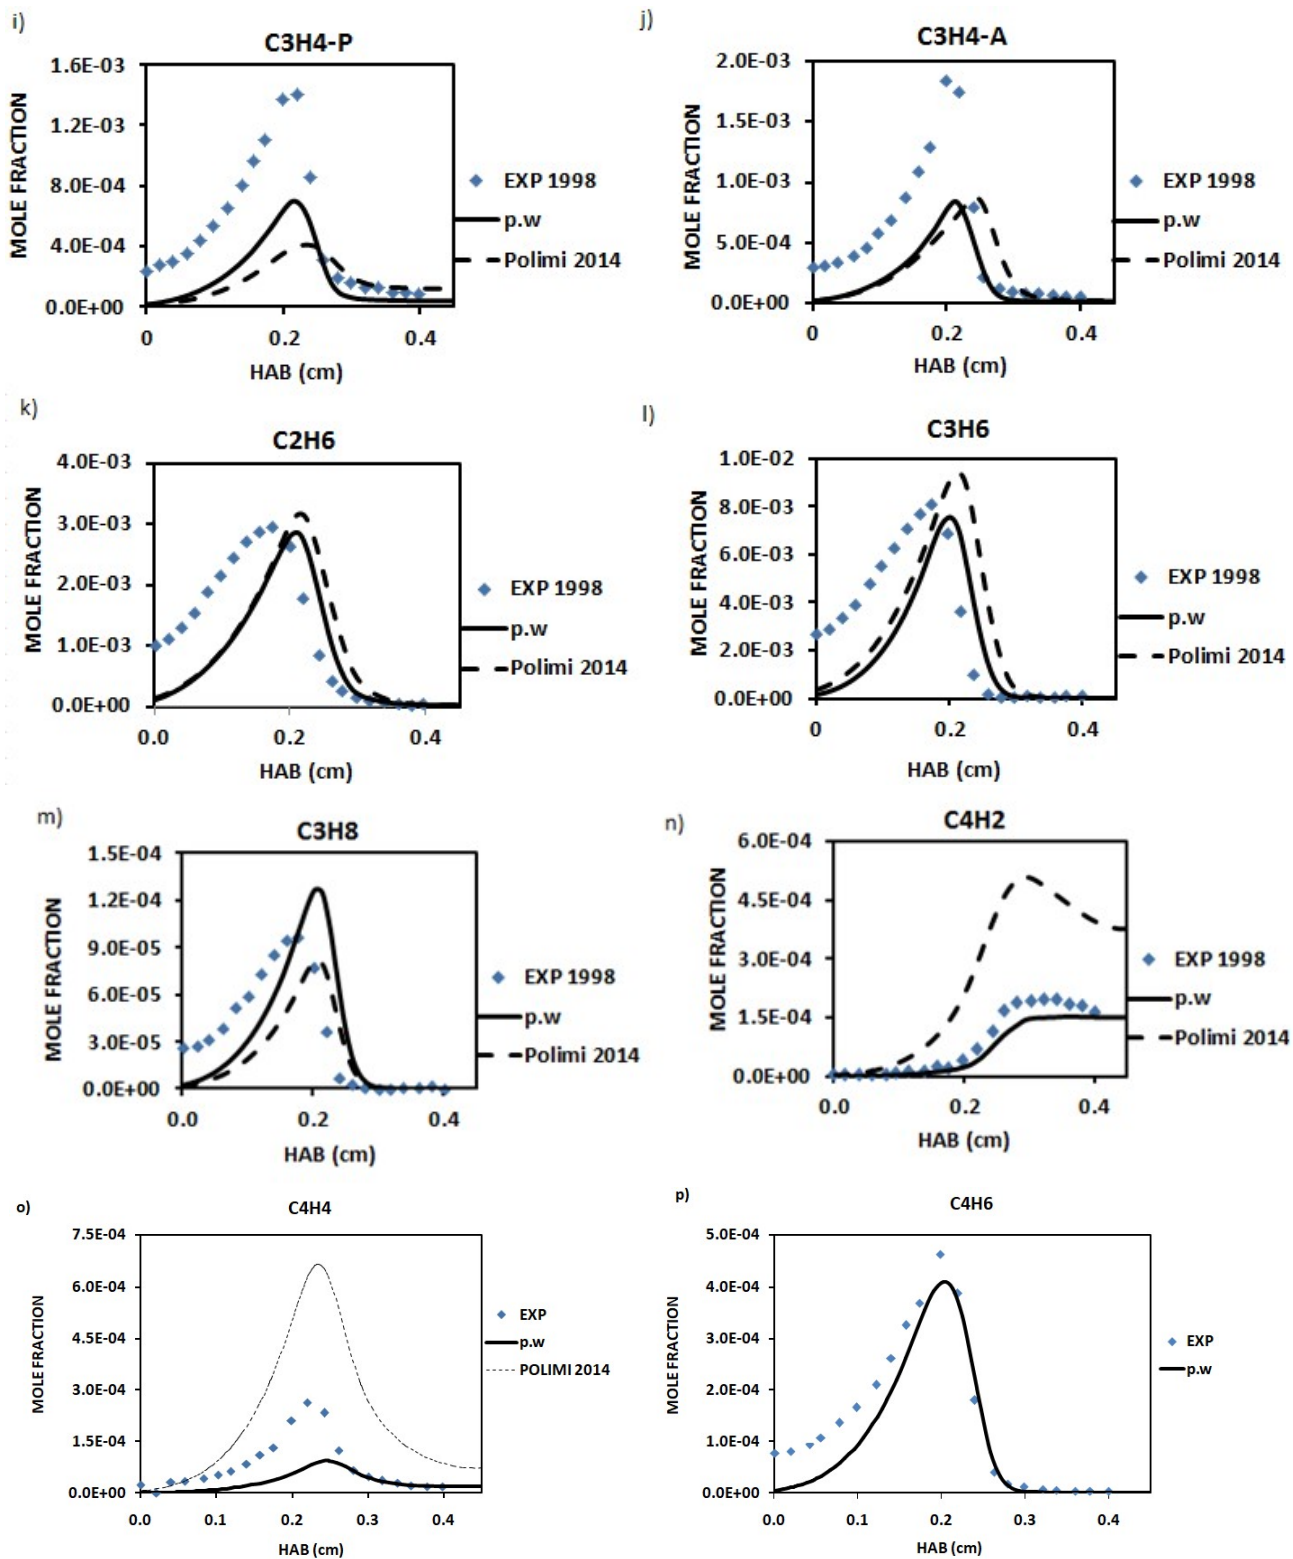 i)
C3H4-P
1.6E-03
1.2E-03
8.0E-04
4.0E-04
0.0E+00
MOLE FRACTION
0 0.2 0.4
HAB (cm)
EXP 1998
p.w
Polimi 2014
j)
C3H4-A
2.0E-03
1.5E-03
1.0E-03
5.0E-04
0.0E+00
MOLE FRACTION
0 0.2 0.4
HAB (cm)
EXP 1998
p.w
Polimi 2014
k)
C2H6
4.0E-03
3.0E-03
2.0E-03
1.0E-03
0.0E+00
MOLE FRACTION
0.0 0.2 0.4
HAB (cm)
EXP 1998
p.w
Polimi 2014
l)
C3H6
1.0E-02
8.0E-03
6.0E-03
4.0E-03
2.0E-03
0.0E+00
MOLE FRACTION
0 0.2 0.4
HAB (cm)
EXP 1998
p.w
Polimi 2014
m)
C3H8
1.5E-04
1.2E-04
9.0E-05
6.0E-05
3.0E-05
0.0E+00
MOLE FRACTION
0.0 0.2 0.4
HAB (cm)
EXP 1998
p.w
Polimi 2014
n)
C4H2
6.0E-04
4.5E-04
3.0E-04
1.5E-04
0.0E+00
MOLE FRACTION
0.0 0.2 0.4
HAB (cm)
EXP 1998
p.w
Polimi 2014
o)
C4H4
7.5E-04
6.0E-04
4.5E-04
3.0E-04
1.5E-04
0.0E+00
MOLE FRACTION
0.0 0.1 0.2 0.3 0.4
HAB (cm)
EXP
p.w
POLIMI 2014
p)
C4H6
5.0E-04
4.0E-04
3.0E-04
2.0E-04
1.0E-04
0.0E+00
MOLE FRACTION
0.0 0.1 0.2 0.3 0.4
HAB (cm)
EXP
p.w